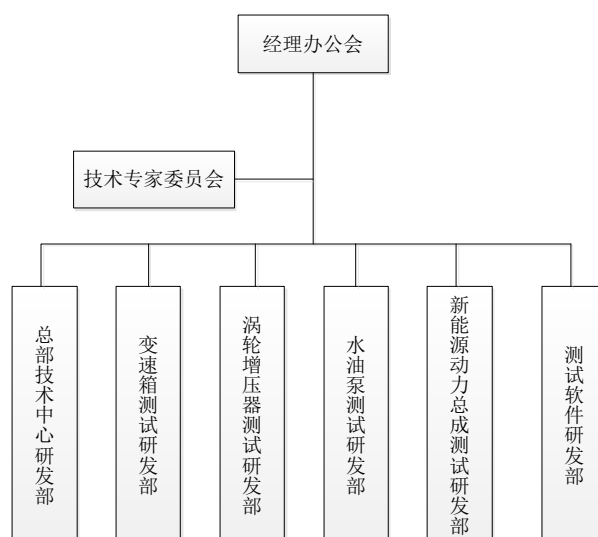 经理办公会
技术专家委员会
总部技术中心研发部
变速箱测试研发部
涡轮增压器测试研发部
水油泵测试研发部
新能源动力总成测试研发部
测试软件研发部